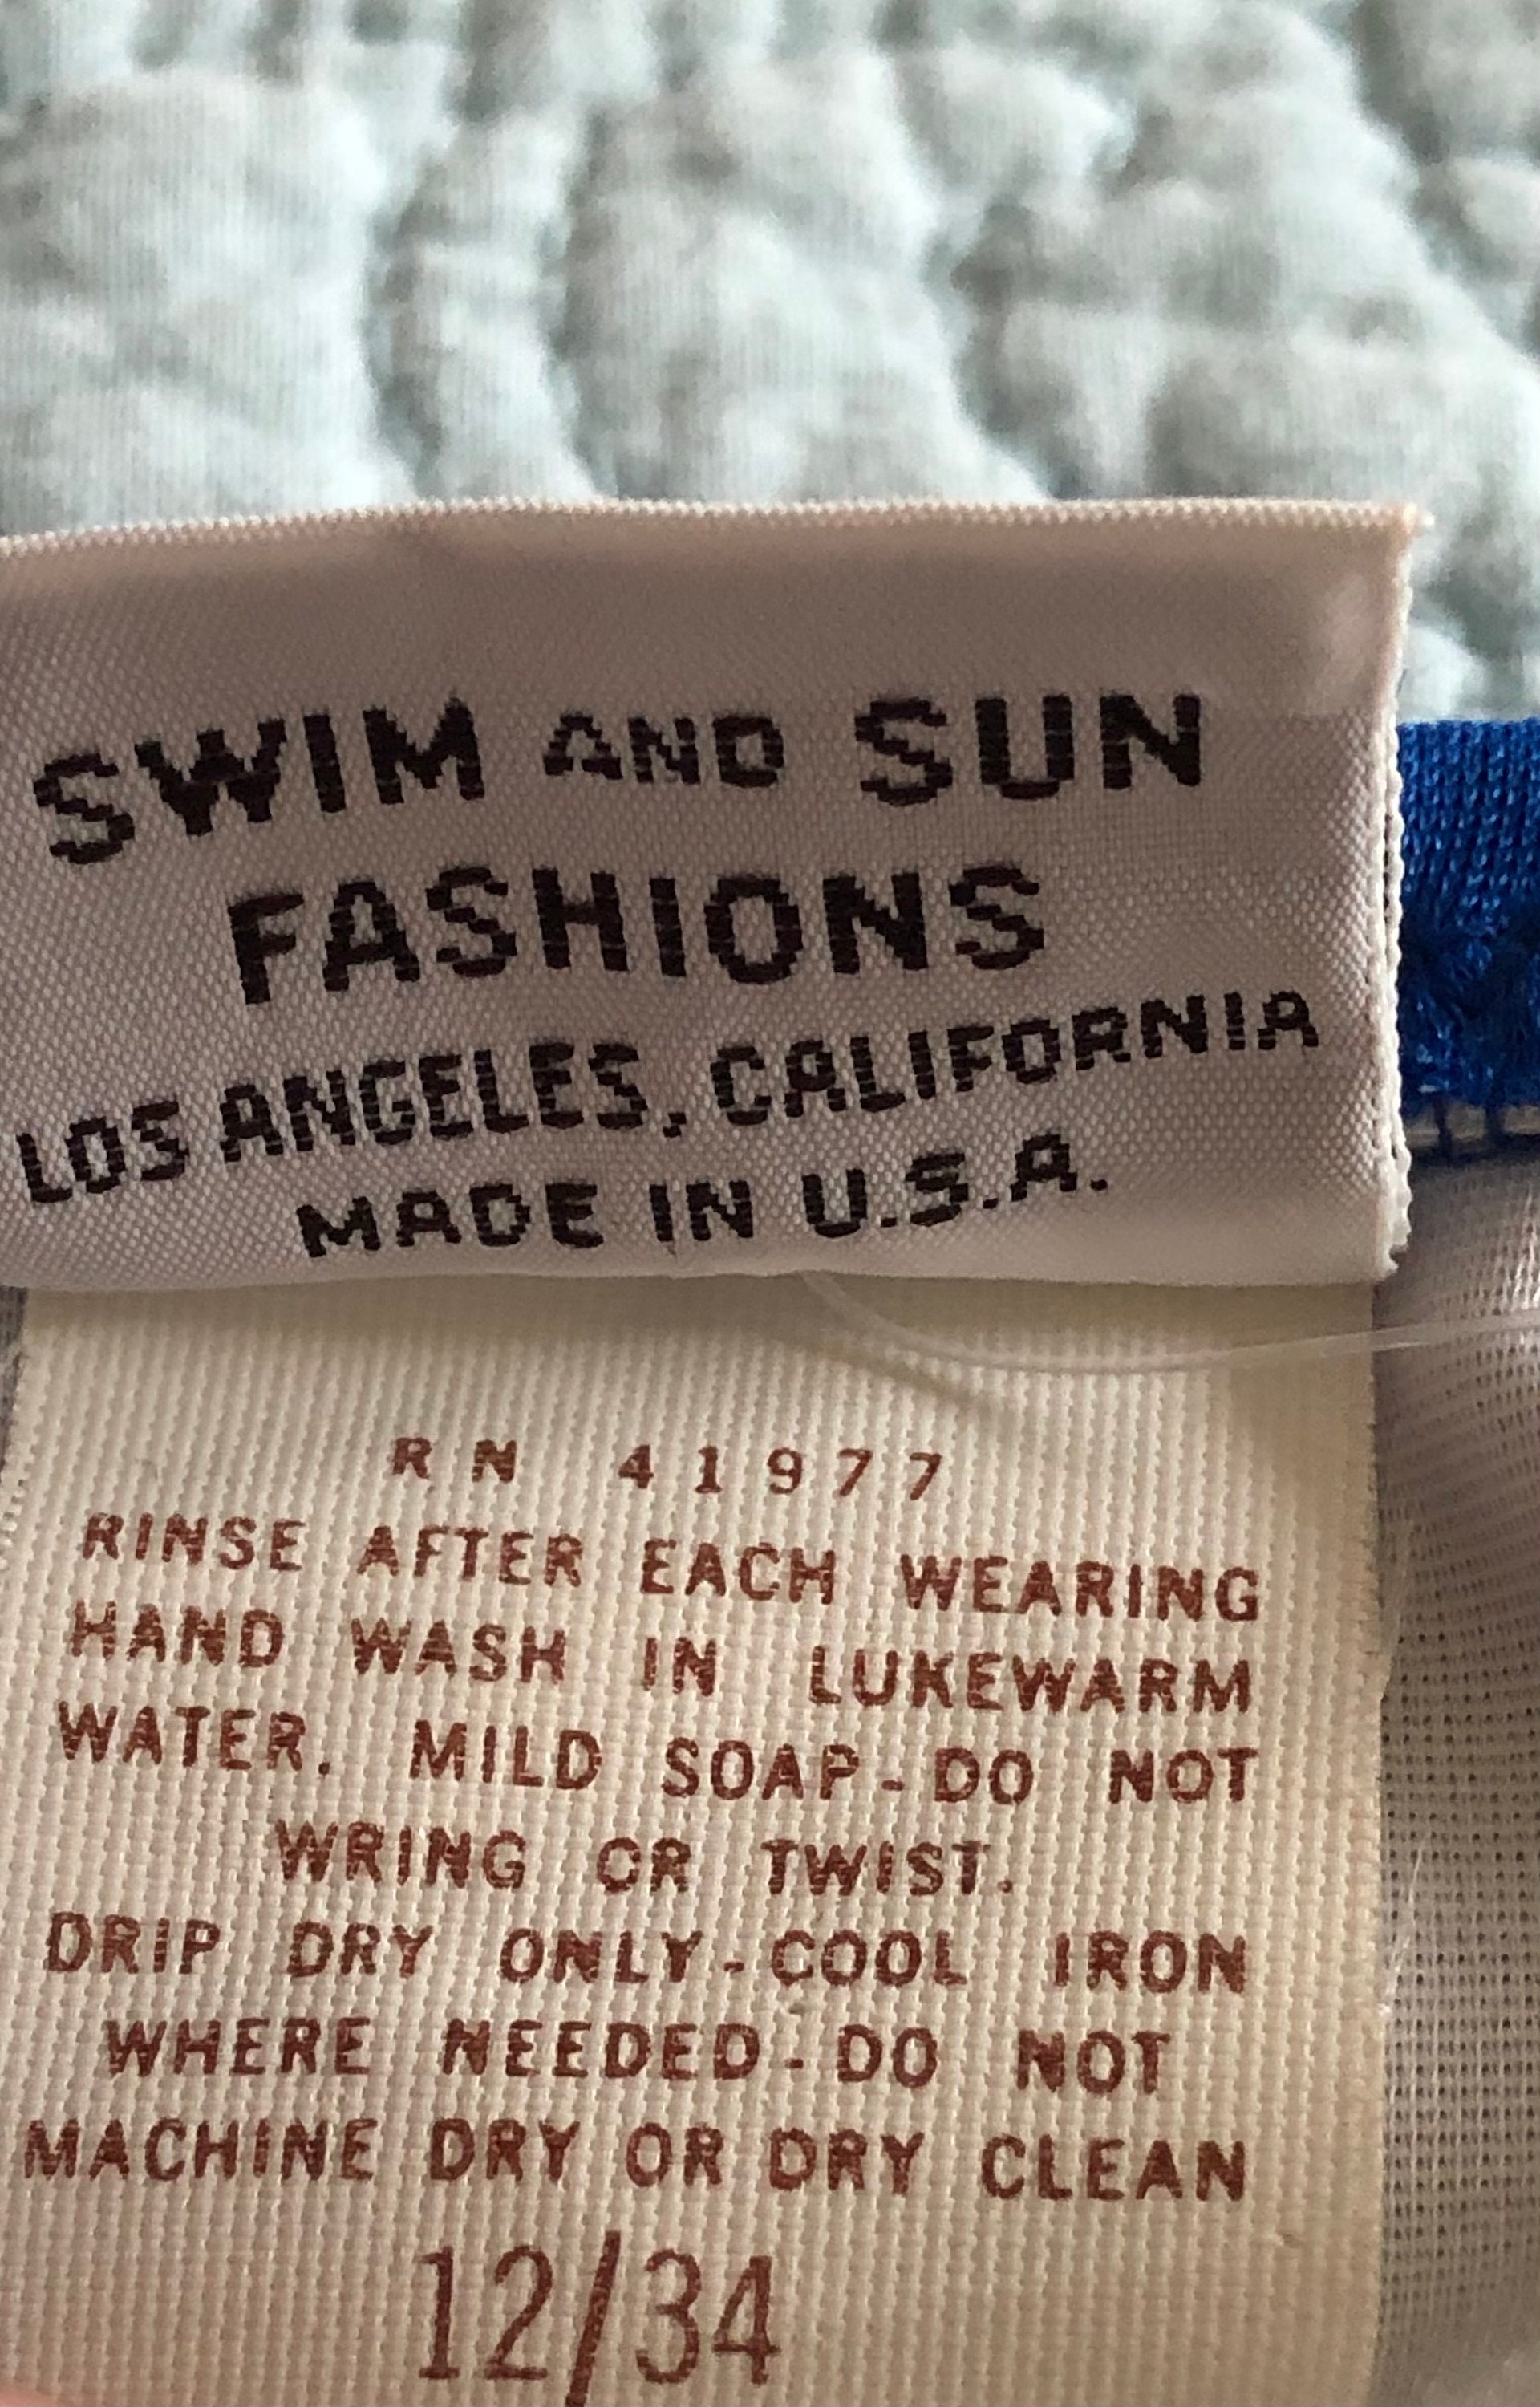 SWIM AND SUN
FASHIONS
LOS ANGELES, CALIFORNIA
MADE IN U.S.A.
RN 41977
RINSE AFTER EACH WEARING
HAND WASH IN LUKEWARM
WATER. MILD SOAP-DO NOT
WRING OR TWIST.
DRIP DRY ONLY-COOL IRON
WHERE NEEDED-DO NOT
MACHINE DRY OR DRY CLEAN
12/34